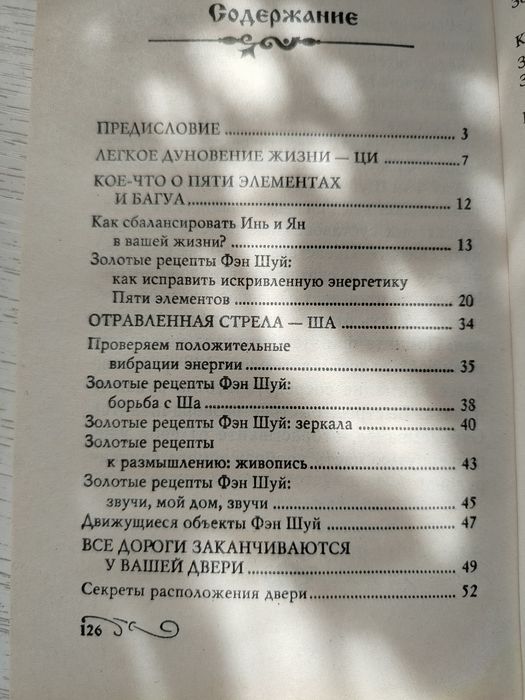 Содержание
ПРЕДИСЛОВИЕ ........ 3
ЛЕГКОЕ ДУНОВЕНИЕ ЖИЗНИ — ЦИ ........ 7
КОЕ-ЧТО О ПЯТИ ЭЛЕМЕНТАХ
И БАГУА ........ 12
Как сбалансировать Инь и Ян
в вашей жизни? ........ 13
Золотые рецепты Фэн Шуй:
как исправить искривленную энергетику
Пяти элементов ........ 20
ОТРАВЛЕННАЯ СТРЕЛА — ША ........ 34
Проверяем положительные
вибрации энергии ........ 35
Золотые рецепты Фэн Шуй:
борьба с Ша ........ 38
Золотые рецепты Фэн Шуй: зеркала ........ 40
Золотые рецепты
к размышлению: живопись ........ 43
Золотые рецепты Фэн Шуй:
звучи, мой дом, звучи ........ 45
Движущиеся объекты Фэн Шуй ........ 47
ВСЕ ДОРОГИ ЗАКАНЧИВАЮТСЯ
У ВАШЕЙ ДВЕРИ ........ 49
Секреты расположения двери ........ 52
126